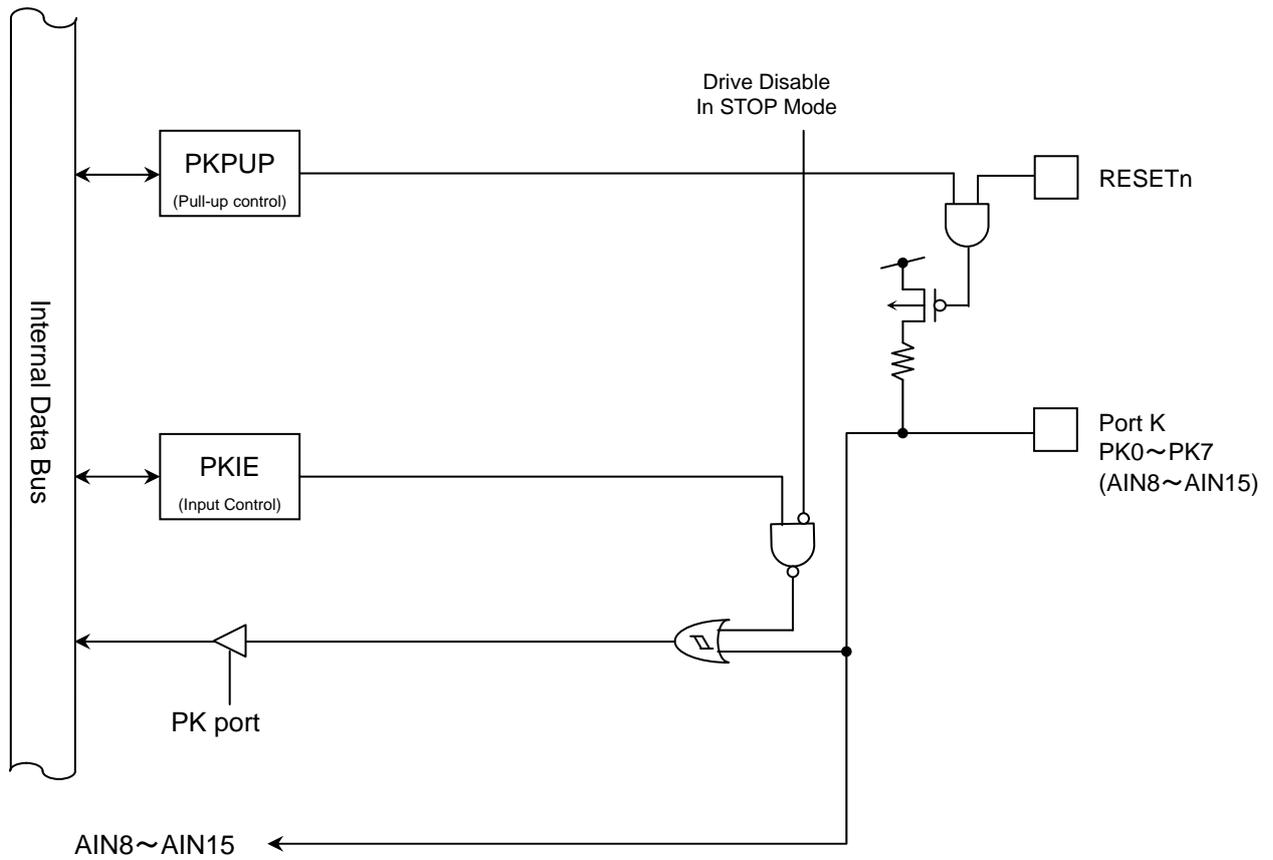 Drive Disable
In STOP Mode
PKPUP
(Pull-up control)
RESETn
Internal Data Bus
Port K
PK0～PK7
(AIN8～AIN15)
PKIE
(Input Control)
PK port
AIN8～AIN15